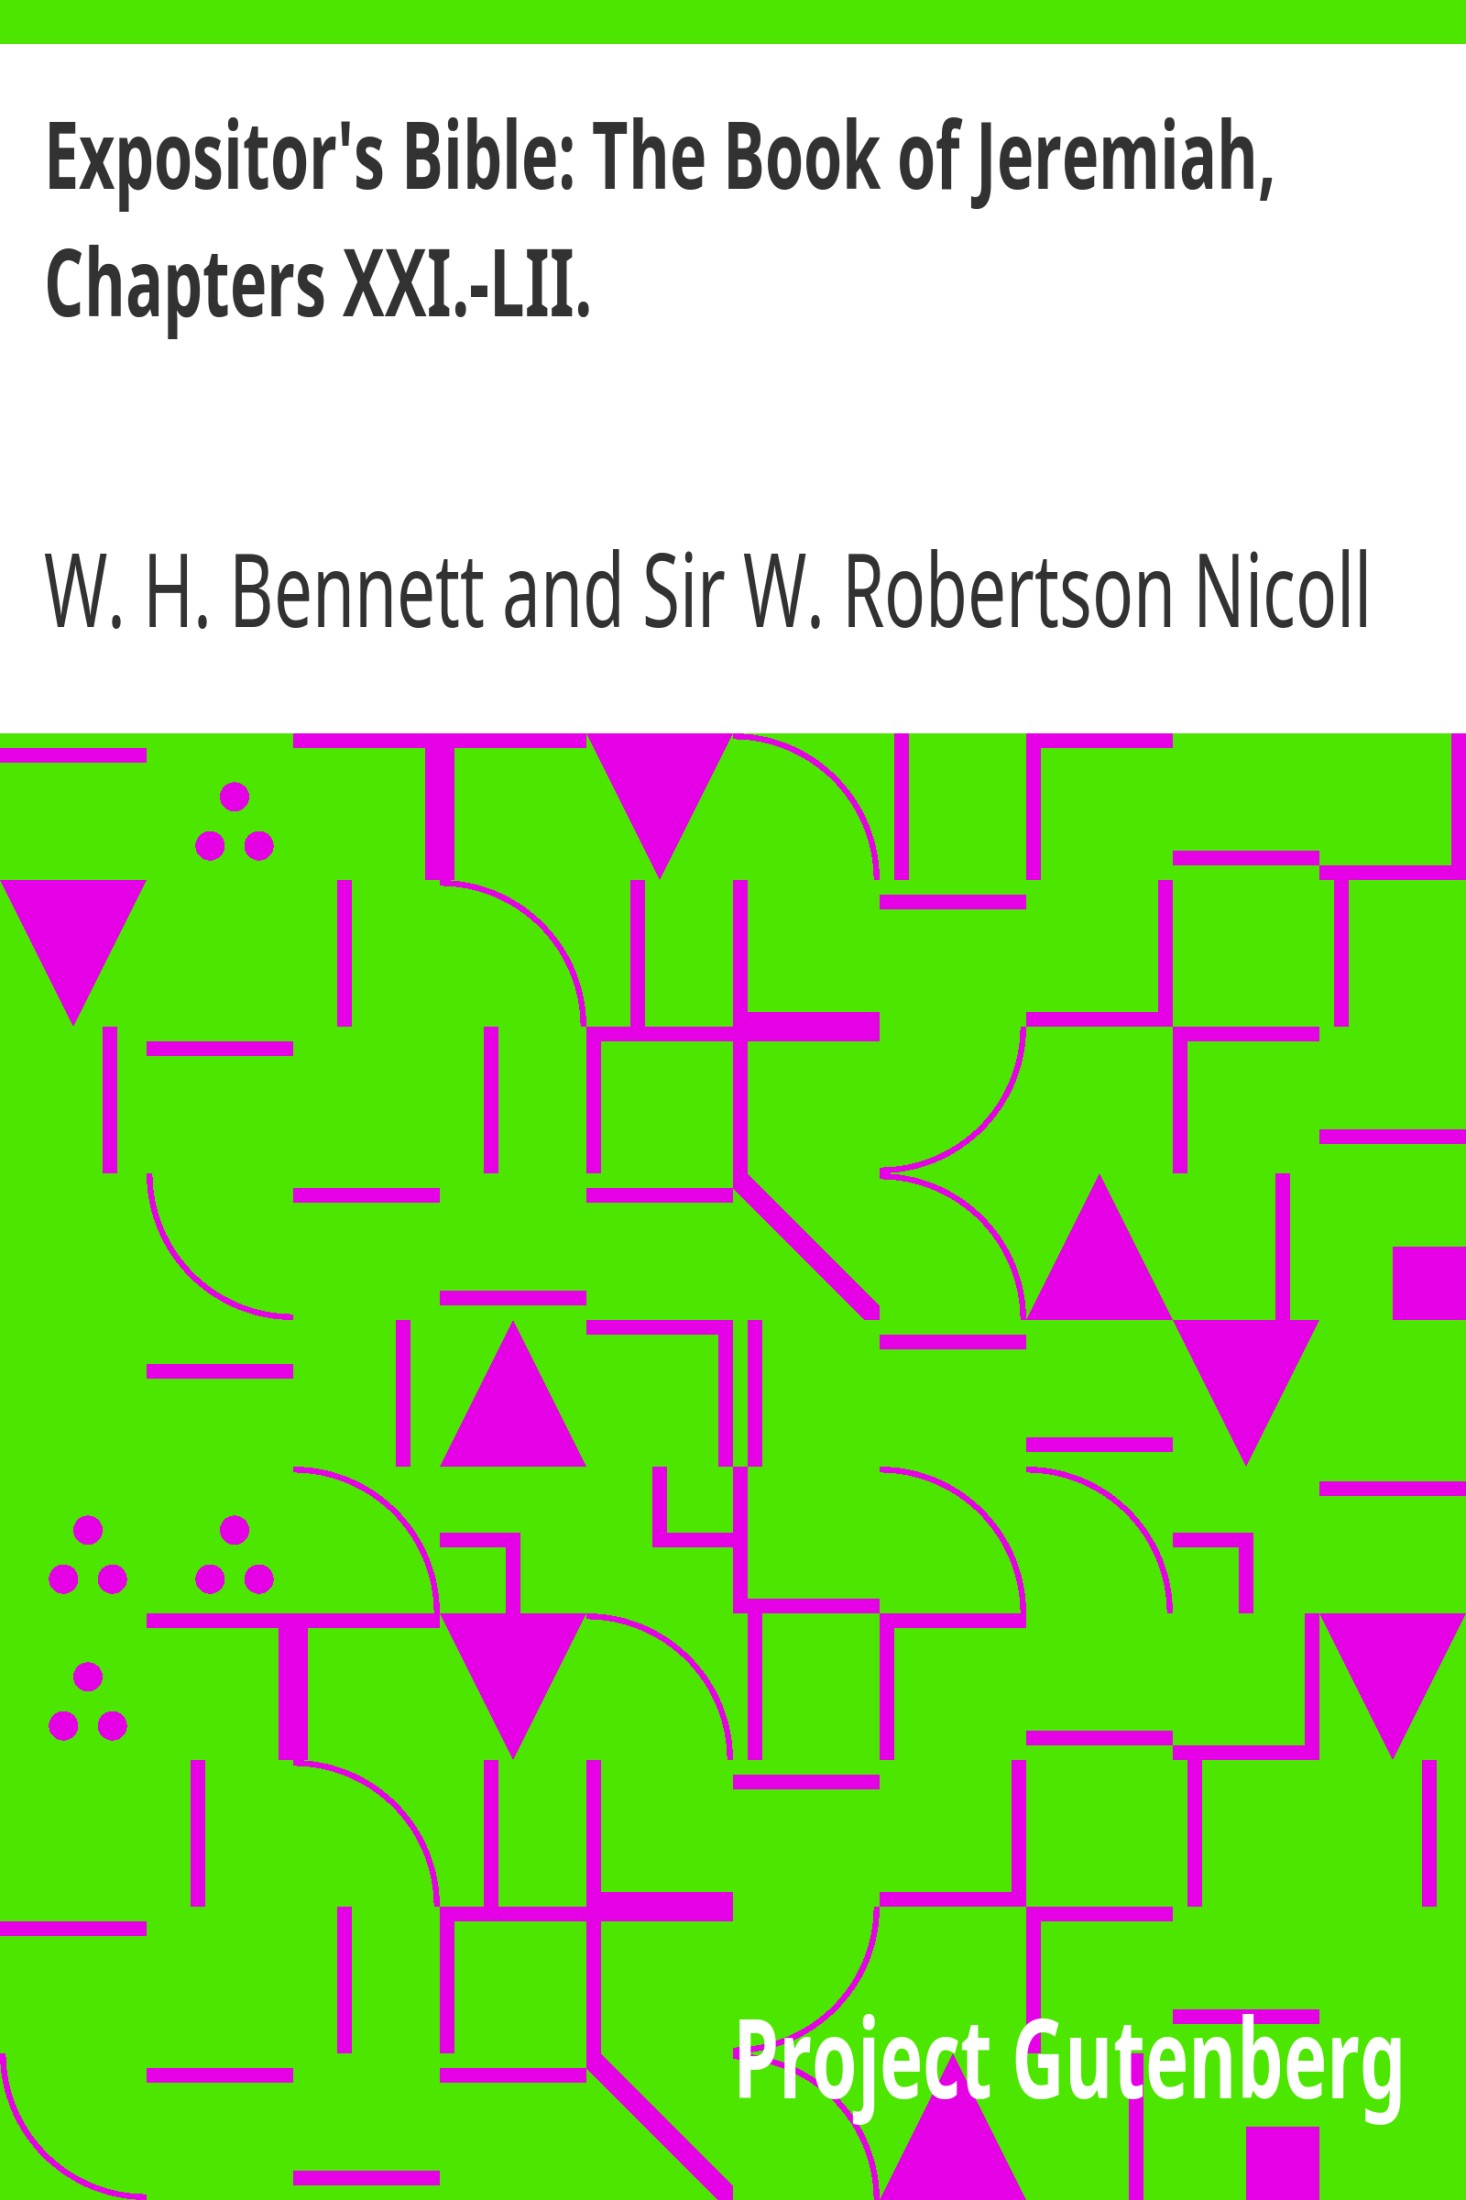 Expositor's Bible: The Book of Jeremiah,
Chapters XXI.-LII.
W. H. Bennett and Sir W. Robertson Nicoll
Project Gutenberg